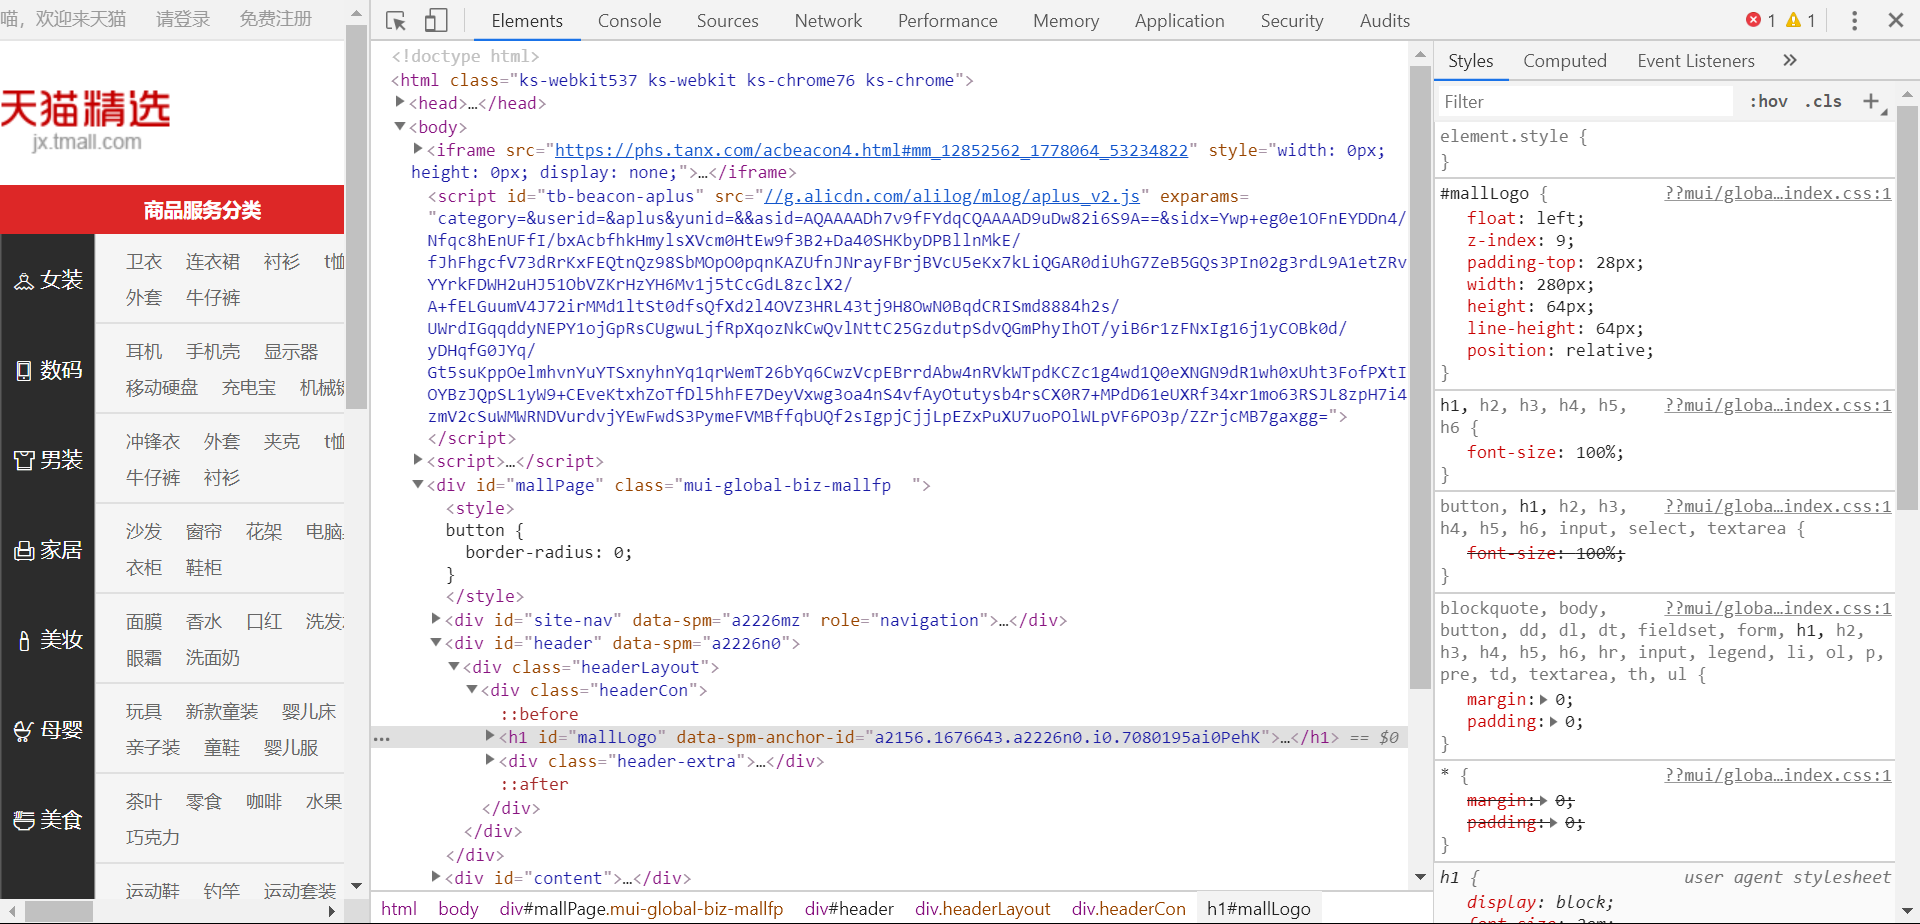 喵，欢迎来天猫 请登录 免费注册
天猫精选
jx.tmall.com
商品服务分类
女装
卫衣 连衣裙 衬衫 t恤
外套 牛仔裤
数码
耳机 手机壳 显示器
移动硬盘 充电宝 机械键
男装
冲锋衣 外套 夹克 t恤
牛仔裤 衬衫
家居
沙发 窗帘 花架 电脑
衣柜 鞋柜
美妆
面膜 香水 口红 洗发
眼霜 洗面奶
母婴
玩具 新款童装 婴儿床
亲子装 童鞋 婴儿服
美食
茶叶 零食 咖啡 水果
巧克力
运动鞋 钓竿 运动套装
Elements Console Sources Network Performance Memory Application Security Audits 1 1
<!doctype html>
<html class="ks-webkit537 ks-webkit ks-chrome76 ks-chrome">
<head>…</head>
<body>
<iframe src="https://phs.tanx.com/acbeacon4.html#mm_12852562_1778064_53234822" style="width: 0px;
height: 0px; display: none;">…</iframe>
<script id="tb-beacon-aplus" src="//g.alicdn.com/alilog/mlog/aplus_v2.js" exparams=
"category=&userid=&aplus&yunid=&&asid=AQAAAADh7v9fFYdqCQAAAAD9uDw82i6S9A==&sidx=Ywp+eg0e1OFnEYDDn4/
Nfqc8hEnUFfI/bxAcbfhkHmylsXVcm0HtEw9f3B2+Da40SHKbyDPBllnMkE/
fJhFhgcfV73dRrKxFEQtnQz98SbMOpO0pqnKAZUfnJNrayFBrjBVcU5eKx7kLiQGAR0diUhG7ZeB5GQs3PIn02g3rdL9A1etZRv
YYrkFDWH2uHJ51ObVZKrHzYH6Mv1j5tCcGdL8zclX2/
A+fELGuumV4J72irMMd1ltSt0dfsQfXd2l4OVZ3HRL43tj9H8OwN0BqdCRISmd8884h2s/
UWrdIGqqddyNEPY1ojGpRsCUgwuLjfRpXqozNkCwQvlNttC25GzdutpSdvQGmPhyIhOT/yiB6r1zFNxIg16j1yCOBk0d/
yDHqfG0JYq/
Gt5suKppOelmhvnYuYTSxnyhnYq1qrWemT26bYq6CwzVcpEBrrdAbw4nRVkWTpdKCZc1g4wd1Q0eXNGN9dR1wh0xUht3FofPXtI
OYBzJQpSL1yW9+CEveKtxhZoTfDl5hhFE7DeyVxwg3oa4nS4vfAyOtutysb4rsCX0R7+MPdD61eUXRf34xr1mo63RSJL8zpH7i4
zmV2cSuWMWRNDVurdvjYEwFwdS3PymeFVMBffqbUQf2sIgpjCjjLpEZxPuXU7uoPOlWLpVF6PO3p/ZZrjcMB7gaxgg=">
</script>
<script>…</script>
<div id="mallPage" class="mui-global-biz-mallfp  ">
<style>
button {
border-radius: 0;
}
</style>
<div id="site-nav" data-spm="a2226mz" role="navigation">…</div>
<div id="header" data-spm="a2226n0">
<div class="headerLayout">
<div class="headerCon">
::before
… <h1 id="mallLogo" data-spm-anchor-id="a2156.1676643.a2226n0.i0.7080195ai0PehK">…</h1> == $0
<div class="header-extra">…</div>
::after
</div>
</div>
</div>
<div id="content">…</div>
html body div#mallPage.mui-global-biz-mallfp div#header div.headerLayout div.headerCon h1#mallLogo
Styles Computed Event Listeners »
Filter :hov .cls +
element.style {
}
#mallLogo { ??mui/globa…index.css:1
float: left;
z-index: 9;
padding-top: 28px;
width: 280px;
height: 64px;
line-height: 64px;
position: relative;
}
h1, h2, h3, h4, h5, ??mui/globa…index.css:1
h6 {
font-size: 100%;
}
button, h1, h2, h3, ??mui/globa…index.css:1
h4, h5, h6, input, select, textarea {
font-size: 100%;
}
blockquote, body, ??mui/globa…index.css:1
button, dd, dl, dt, fieldset, form, h1, h2,
h3, h4, h5, h6, hr, input, legend, li, ol, p,
pre, td, textarea, th, ul {
margin: 0;
padding: 0;
}
* { ??mui/globa…index.css:1
margin: 0;
padding: 0;
}
h1 { user agent stylesheet
display: block;